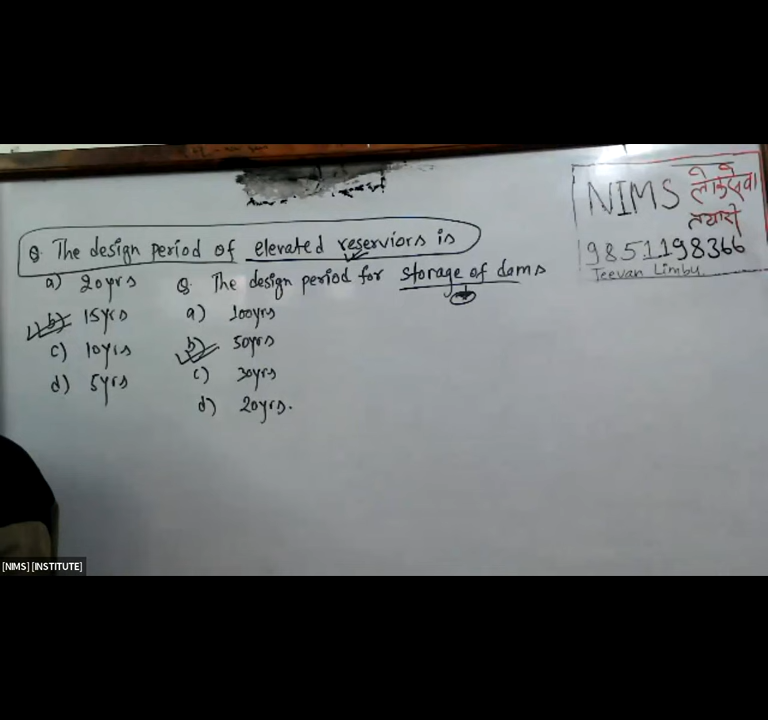 Q. The design period of elevated reserviors is
a) 20yrs
b) 15yrs
c) 10yrs
d) 5yrs
Q. The design period for storage of dams
a) 100yrs
b) 50yrs
c) 30yrs
d) 20yrs.
NIMS लोकसेवा
तयारी
9851198366
Jeevan Limbu
[NIMS] [INSTITUTE]